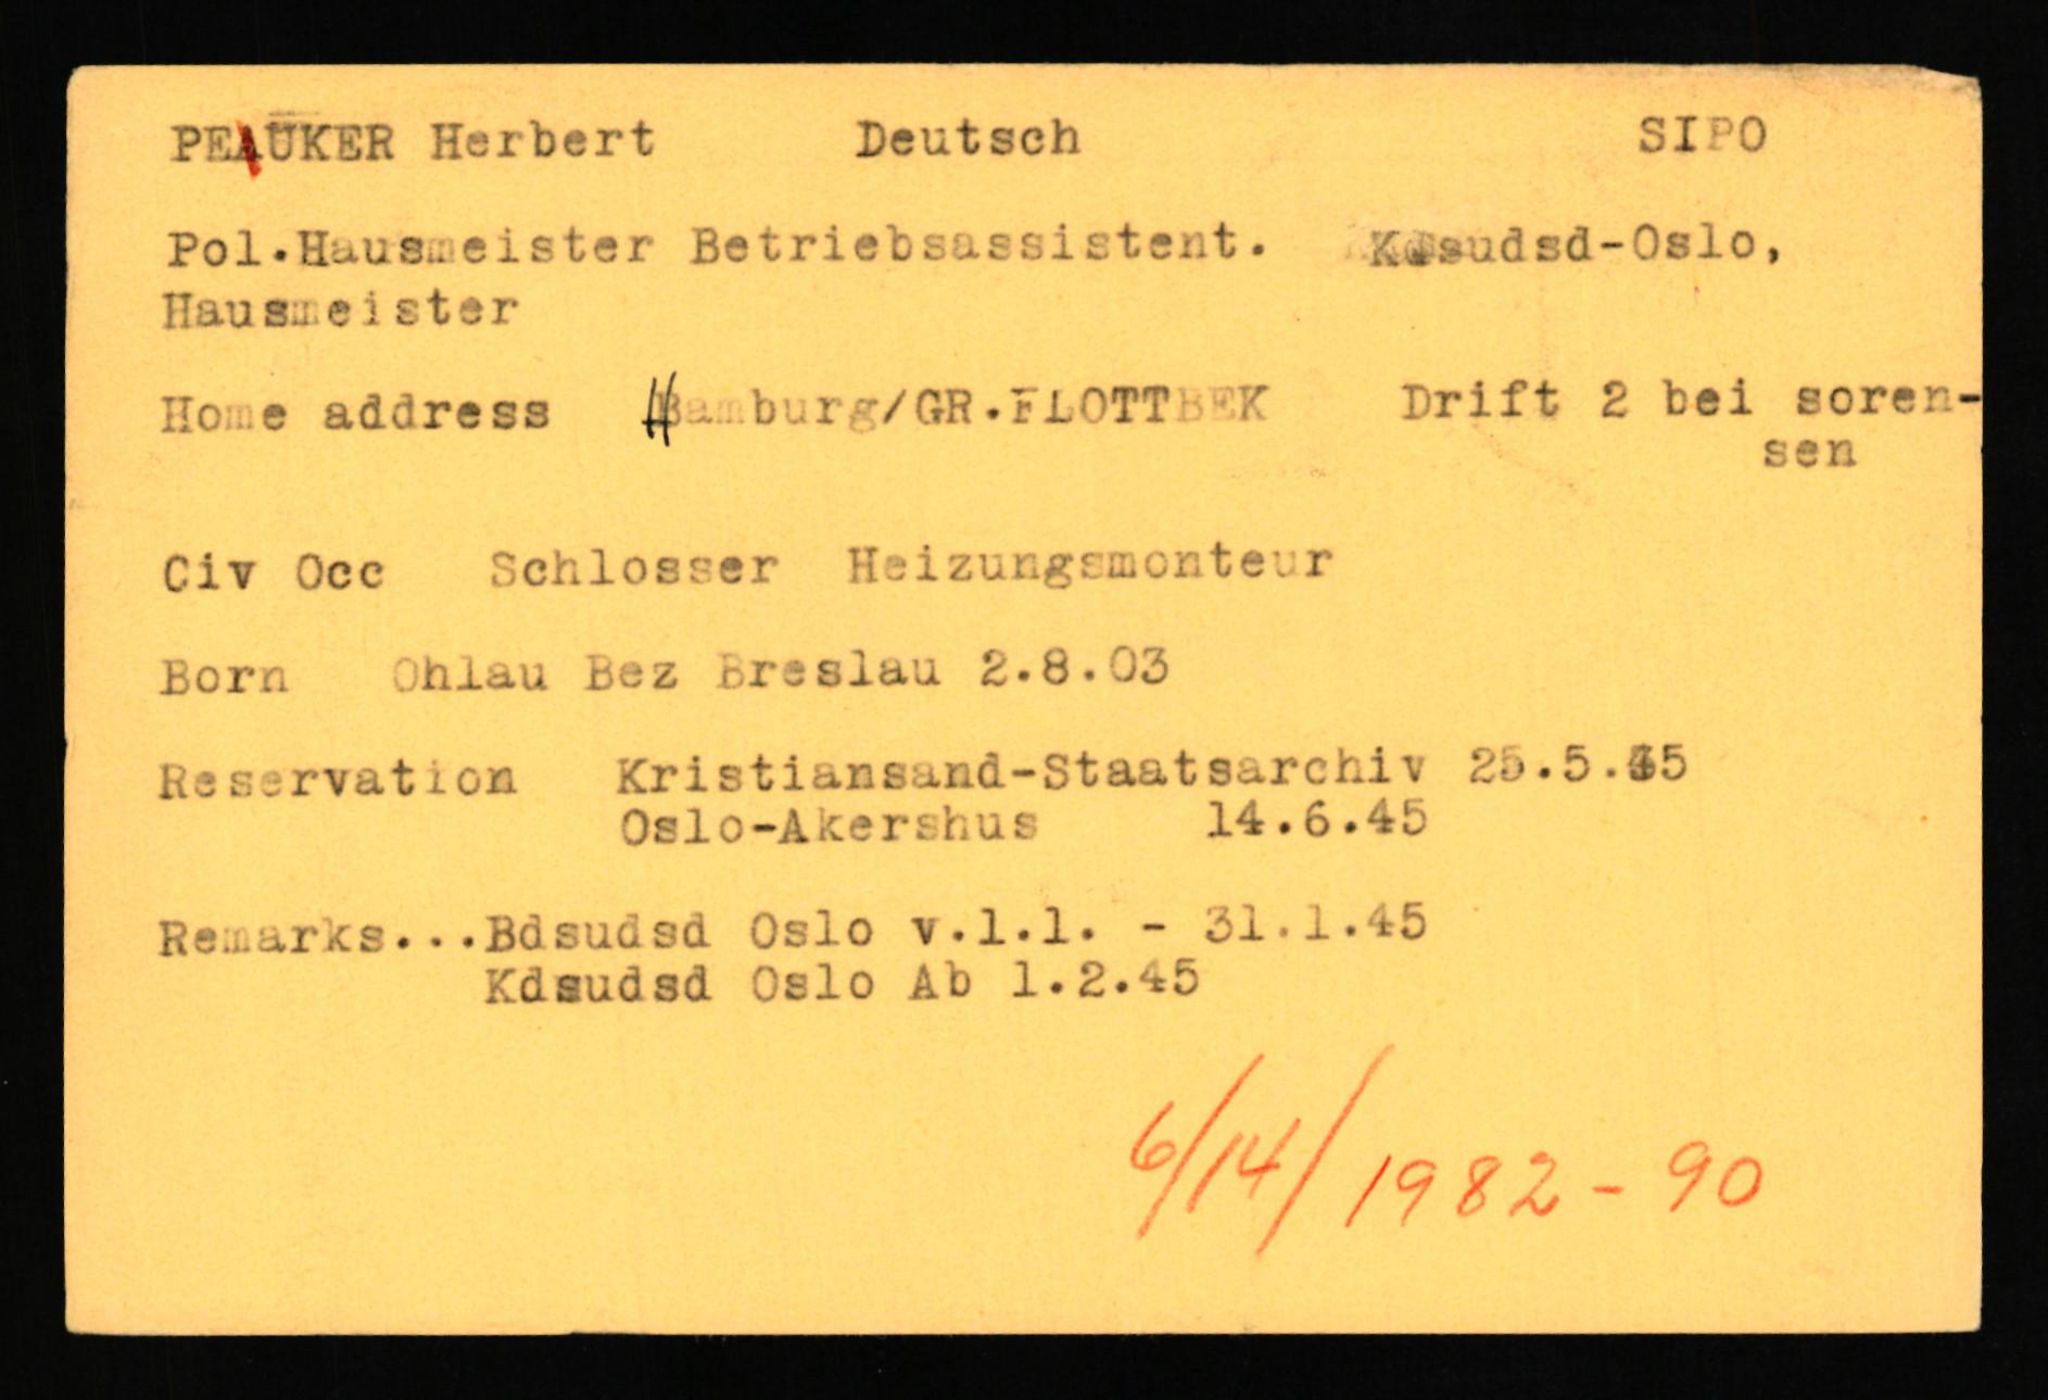 PEAUKER Herbert Deutsch SIPO
Pol.Hausmeister Betriebsassistent. Kdsudsd-Oslo,
Hausmeister
Home address Hamburg/GR.FLOTTBEK Drift 2 bei soren-
sen
Civ Occ Schlosser Heizungsmonteur
Born Ohlau Bez Breslau 2.8.03
Reservation Kristiansand-Staatsarchiv 25.5.45
Oslo-Akershus 14.6.45
Remarks...Bdsudsd Oslo v.l.l. - 31.1.45
Kdsudsd Oslo Ab 1.2.45
6/14/1982-90